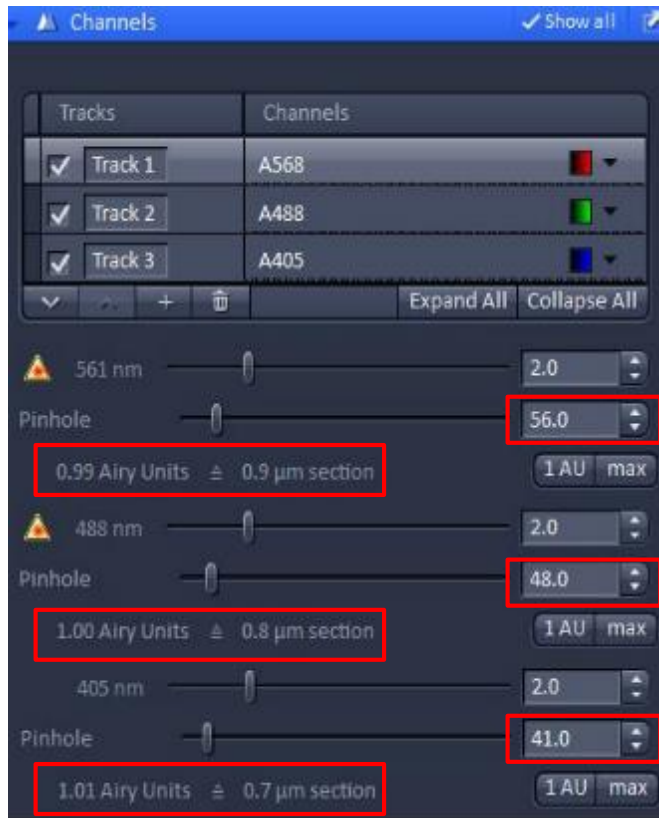 Channels ✓ Show all
Tracks Channels
Track 1 A568
Track 2 A488
Track 3 A405
+ Expand All Collapse All
561 nm 2.0
Pinhole 56.0
0.99 Airy Units ≙ 0.9 µm section 1 AU max
488 nm 2.0
Pinhole 48.0
1.00 Airy Units ≙ 0.8 µm section 1 AU max
405 nm 2.0
Pinhole 41.0
1.01 Airy Units ≙ 0.7 µm section 1 AU max